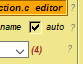 ction.c editor ?
name auto ?
(4) ?